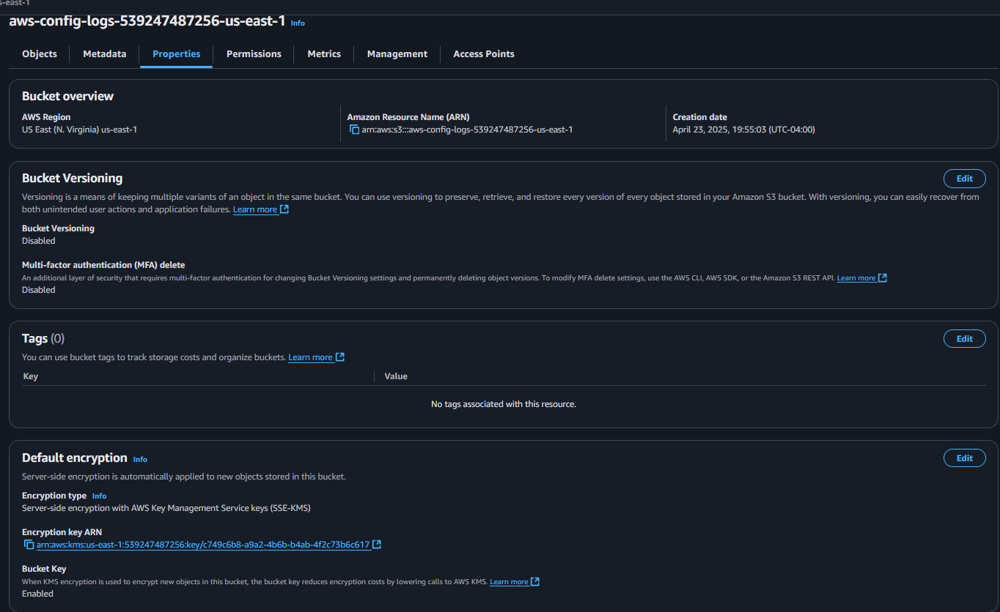 s-east-1
aws-config-logs-539247487256-us-east-1 Info
Objects Metadata Properties Permissions Metrics Management Access Points
Bucket overview
AWS Region
US East (N. Virginia) us-east-1
Amazon Resource Name (ARN)
arn:aws:s3:::aws-config-logs-539247487256-us-east-1
Creation date
April 23, 2025, 19:55:03 (UTC-04:00)
Bucket Versioning
Edit
Versioning is a means of keeping multiple variants of an object in the same bucket. You can use versioning to preserve, retrieve, and restore every version of every object stored in your Amazon S3 bucket. With versioning, you can easily recover from
both unintended user actions and application failures. Learn more
Bucket Versioning
Disabled
Multi-factor authentication (MFA) delete
An additional layer of security that requires multi-factor authentication for changing Bucket Versioning settings and permanently deleting object versions. To modify MFA delete settings, use the AWS CLI, AWS SDK, or the Amazon S3 REST API. Learn more
Disabled
Tags (0)
Edit
You can use bucket tags to track storage costs and organize buckets. Learn more
Key Value
No tags associated with this resource.
Default encryption Info
Edit
Server-side encryption is automatically applied to new objects stored in this bucket.
Encryption type Info
Server-side encryption with AWS Key Management Service keys (SSE-KMS)
Encryption key ARN
arn:aws:kms:us-east-1:539247487256:key/c749c6b8-a9a2-4b6b-b4ab-4f2c73b6c617
Bucket Key
When KMS encryption is used to encrypt new objects in this bucket, the bucket key reduces encryption costs by lowering calls to AWS KMS. Learn more
Enabled